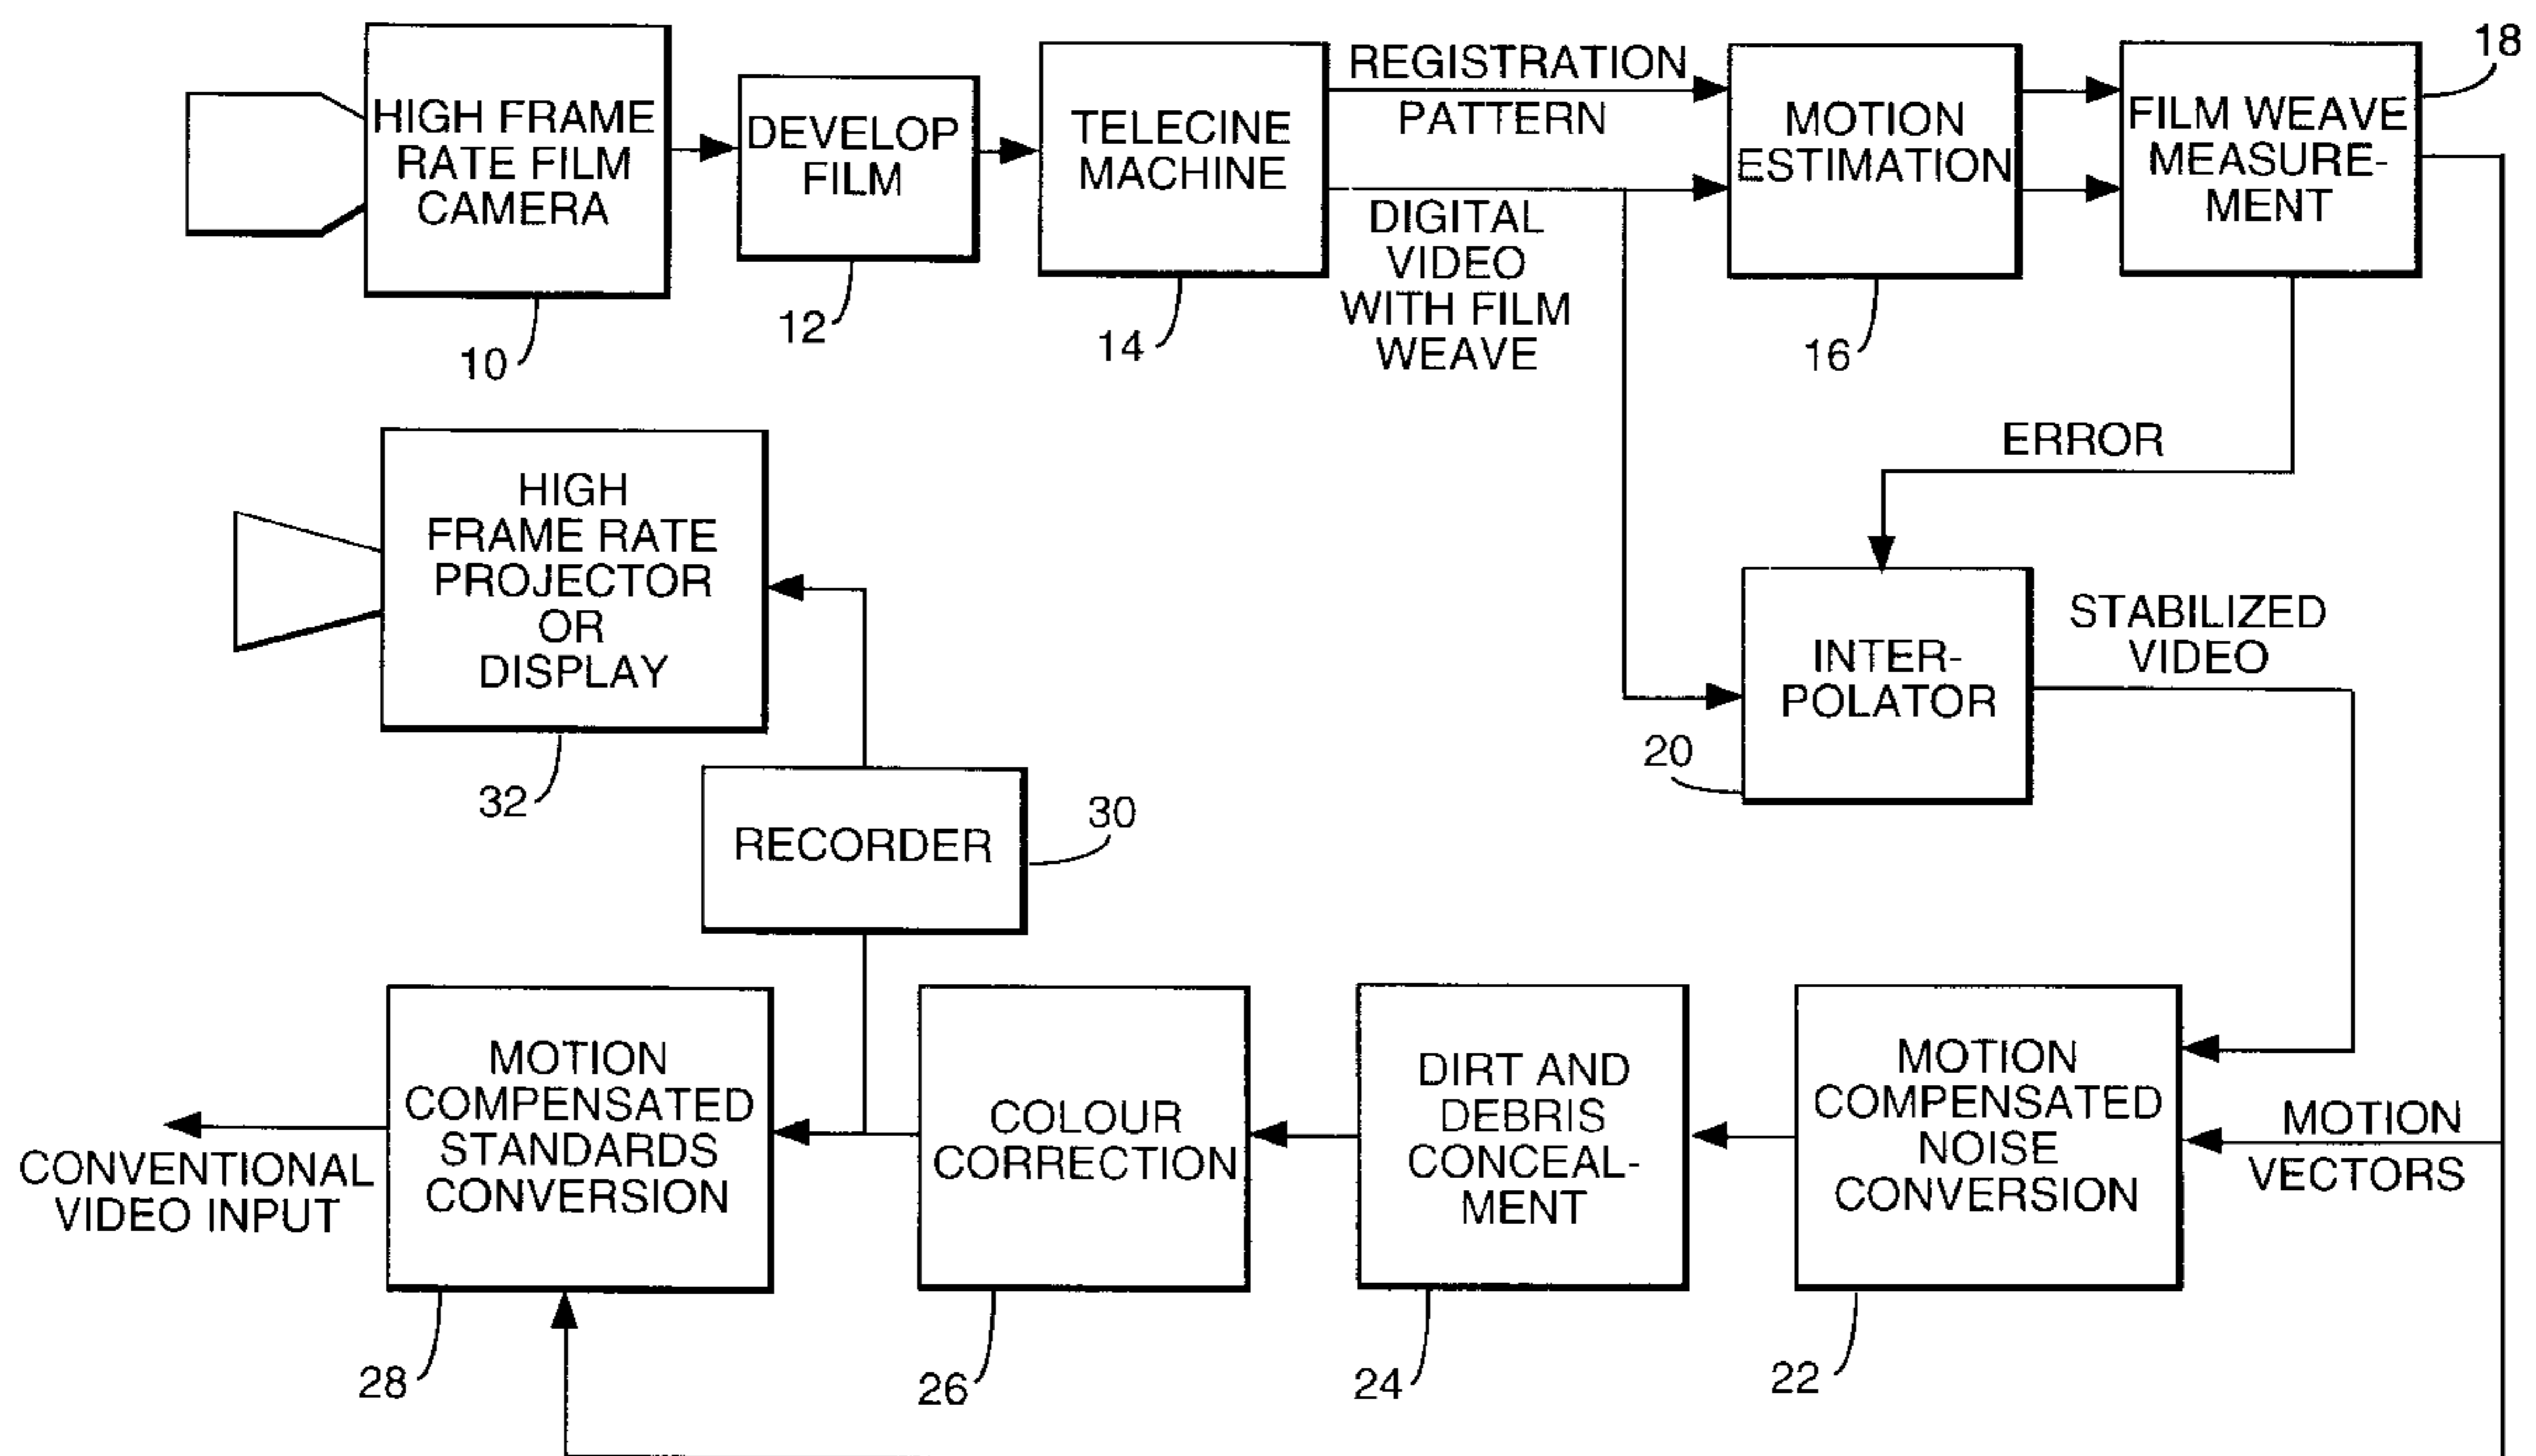 HIGH FRAME
RATE FILM
CAMERA
10
DEVELOP
FILM
12
TELECINE
MACHINE
14
REGISTRATION
PATTERN
DIGITAL
VIDEO
WITH FILM
WEAVE
MOTION
ESTIMATION
16
FILM WEAVE
MEASURE-
MENT
18
ERROR
HIGH
FRAME RATE
PROJECTOR
OR
DISPLAY
32
INTER-
POLATOR
20
STABILIZED
VIDEO
RECORDER
30
CONVENTIONAL
VIDEO INPUT
MOTION
COMPENSATED
STANDARDS
CONVERSION
28
COLOUR
CORRECTION
26
DIRT AND
DEBRIS
CONCEAL-
MENT
24
MOTION
COMPENSATED
NOISE
CONVERSION
22
MOTION
VECTORS